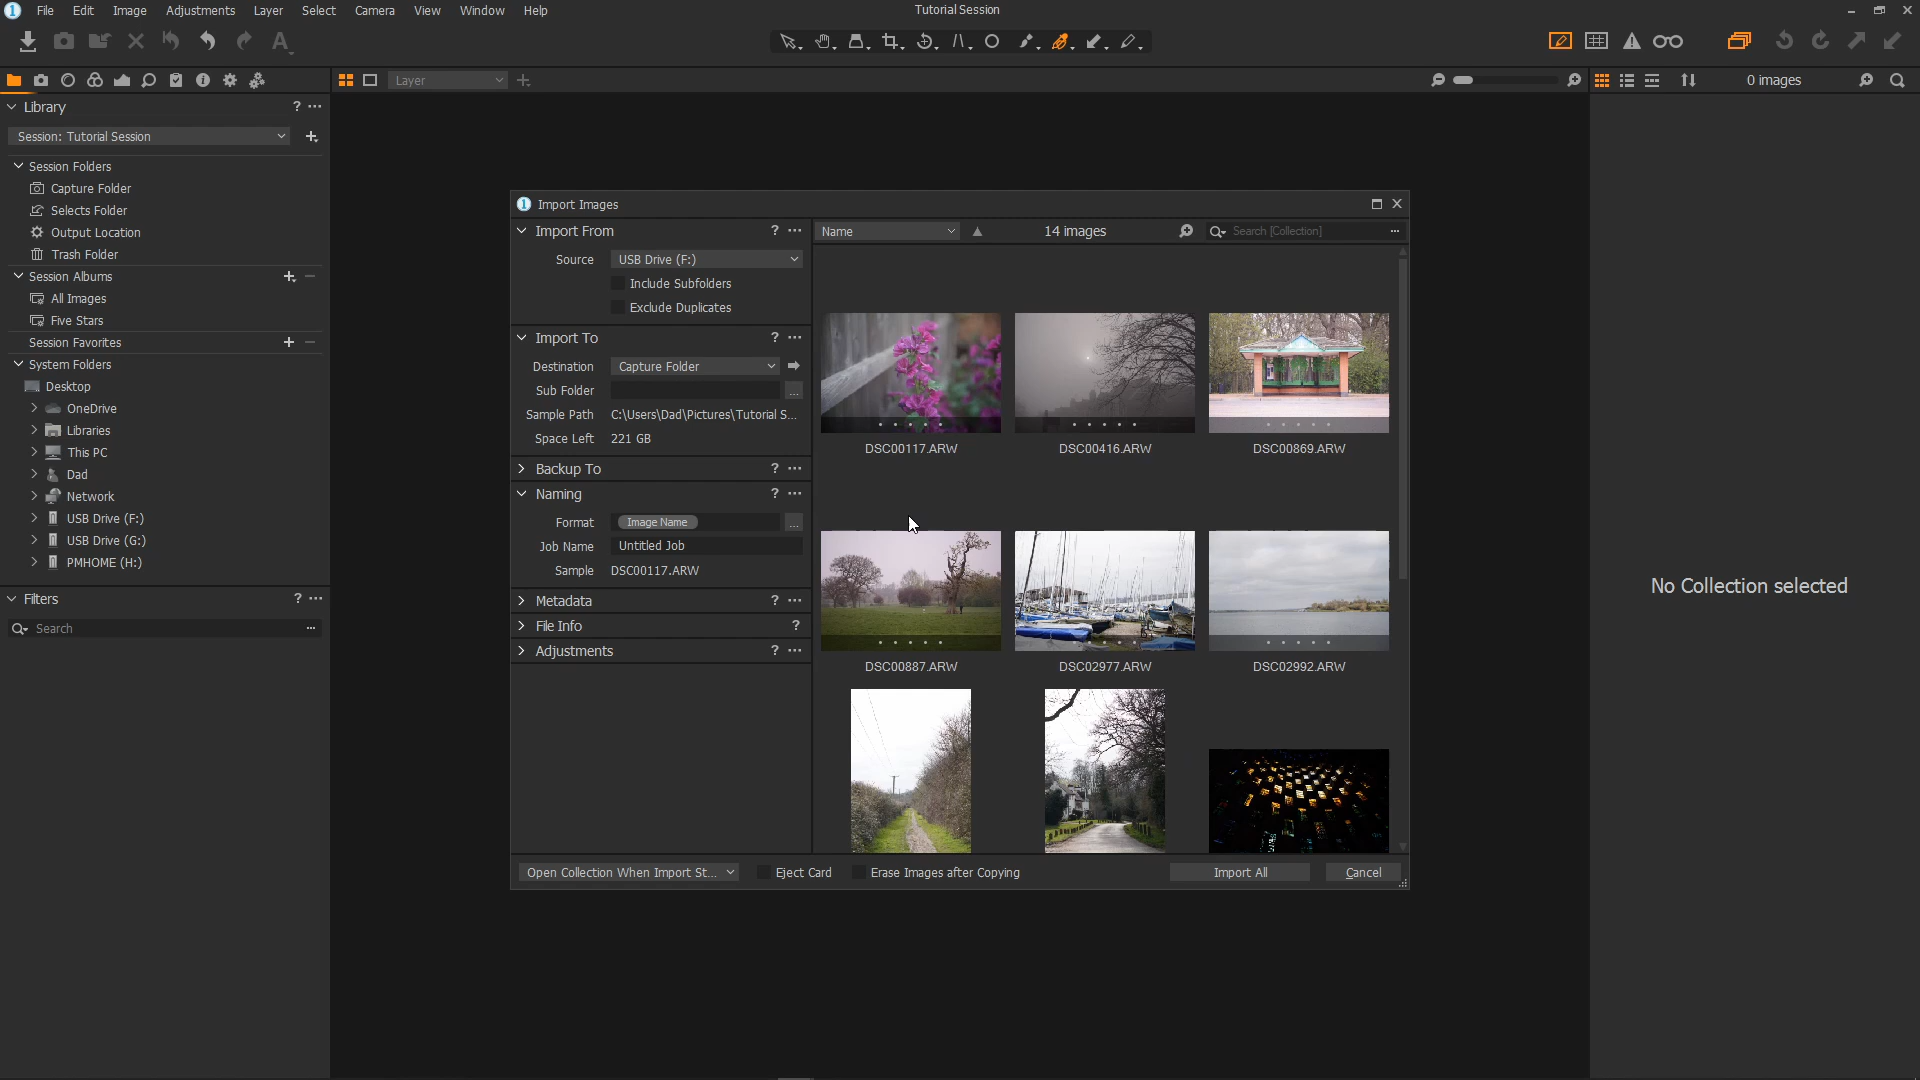 File Edit Image Adjustments Layer Select Camera View Window Help
Tutorial Session
Layer
0 images
Library
Session: Tutorial Session
Session Folders
Capture Folder
Selects Folder
Output Location
Trash Folder
Session Albums
All Images
Five Stars
Session Favorites
System Folders
Desktop
OneDrive
Libraries
This PC
Dad
Network
USB Drive (F:)
USB Drive (G:)
PMHOME (H:)
Filters
Search
Import Images
Import From
Source USB Drive (F:)
Include Subfolders
Exclude Duplicates
Import To
Destination Capture Folder
Sub Folder
Sample Path C:\Users\Dad\Pictures\Tutorial S...
Space Left 221 GB
Backup To
Naming
Format Image Name
Job Name Untitled Job
Sample DSC00117.ARW
Metadata
File Info
Adjustments
Name
14 images
Search [Collection]
DSC00117.ARW DSC00416.ARW DSC00869.ARW
DSC00887.ARW DSC02977.ARW DSC02992.ARW
Open Collection When Import St... Eject Card Erase Images after Copying Import All Cancel
No Collection selected